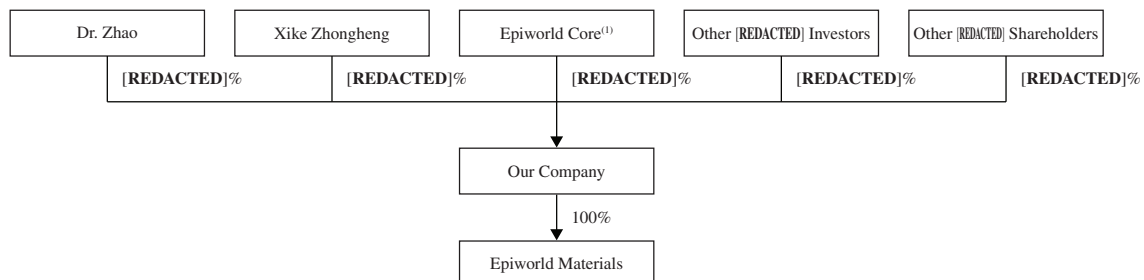 Dr. Zhao
Xike Zhongheng
Epiworld Core(1)
Other [REDACTED] Investors
Other [REDACTED] Shareholders
[REDACTED]%
[REDACTED]%
[REDACTED]%
[REDACTED]%
[REDACTED]%
Our Company
100%
Epiworld Materials